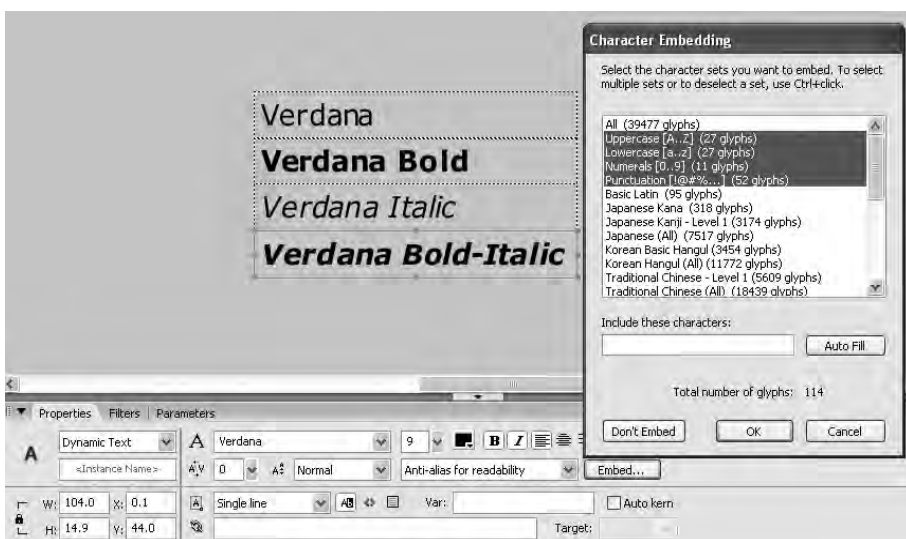 Character Embedding
Select the character sets you want to embed. To select
multiple sets or to deselect a set, use Ctrl+click.
All (39477 glyphs)
Uppercase [A..Z] (27 glyphs)
Lowercase [a..z] (27 glyphs)
Numerals [0..9] (11 glyphs)
Punctuation [!@#%...] (52 glyphs)
Basic Latin (95 glyphs)
Japanese Kana (318 glyphs)
Japanese Kanji - Level 1 (3174 glyphs)
Japanese (All) (7517 glyphs)
Korean Basic Hangul (3454 glyphs)
Korean Hangul (All) (11772 glyphs)
Traditional Chinese - Level 1 (5609 glyphs)
Traditional Chinese (All) (18439 glyphs)
Include these characters:
Auto Fill
Total number of glyphs: 114
Don't Embed OK Cancel
Verdana
Verdana Bold
Verdana Italic
Verdana Bold-Italic
Properties Filters Parameters
A Dynamic Text A Verdana 9 B I
<Instance Name> A V 0 A Normal Anti-alias for readability Embed...
W: 104.0 X: 0.1 A Single line AB <> Var: Auto kern
H: 14.9 Y: 44.0 Target: